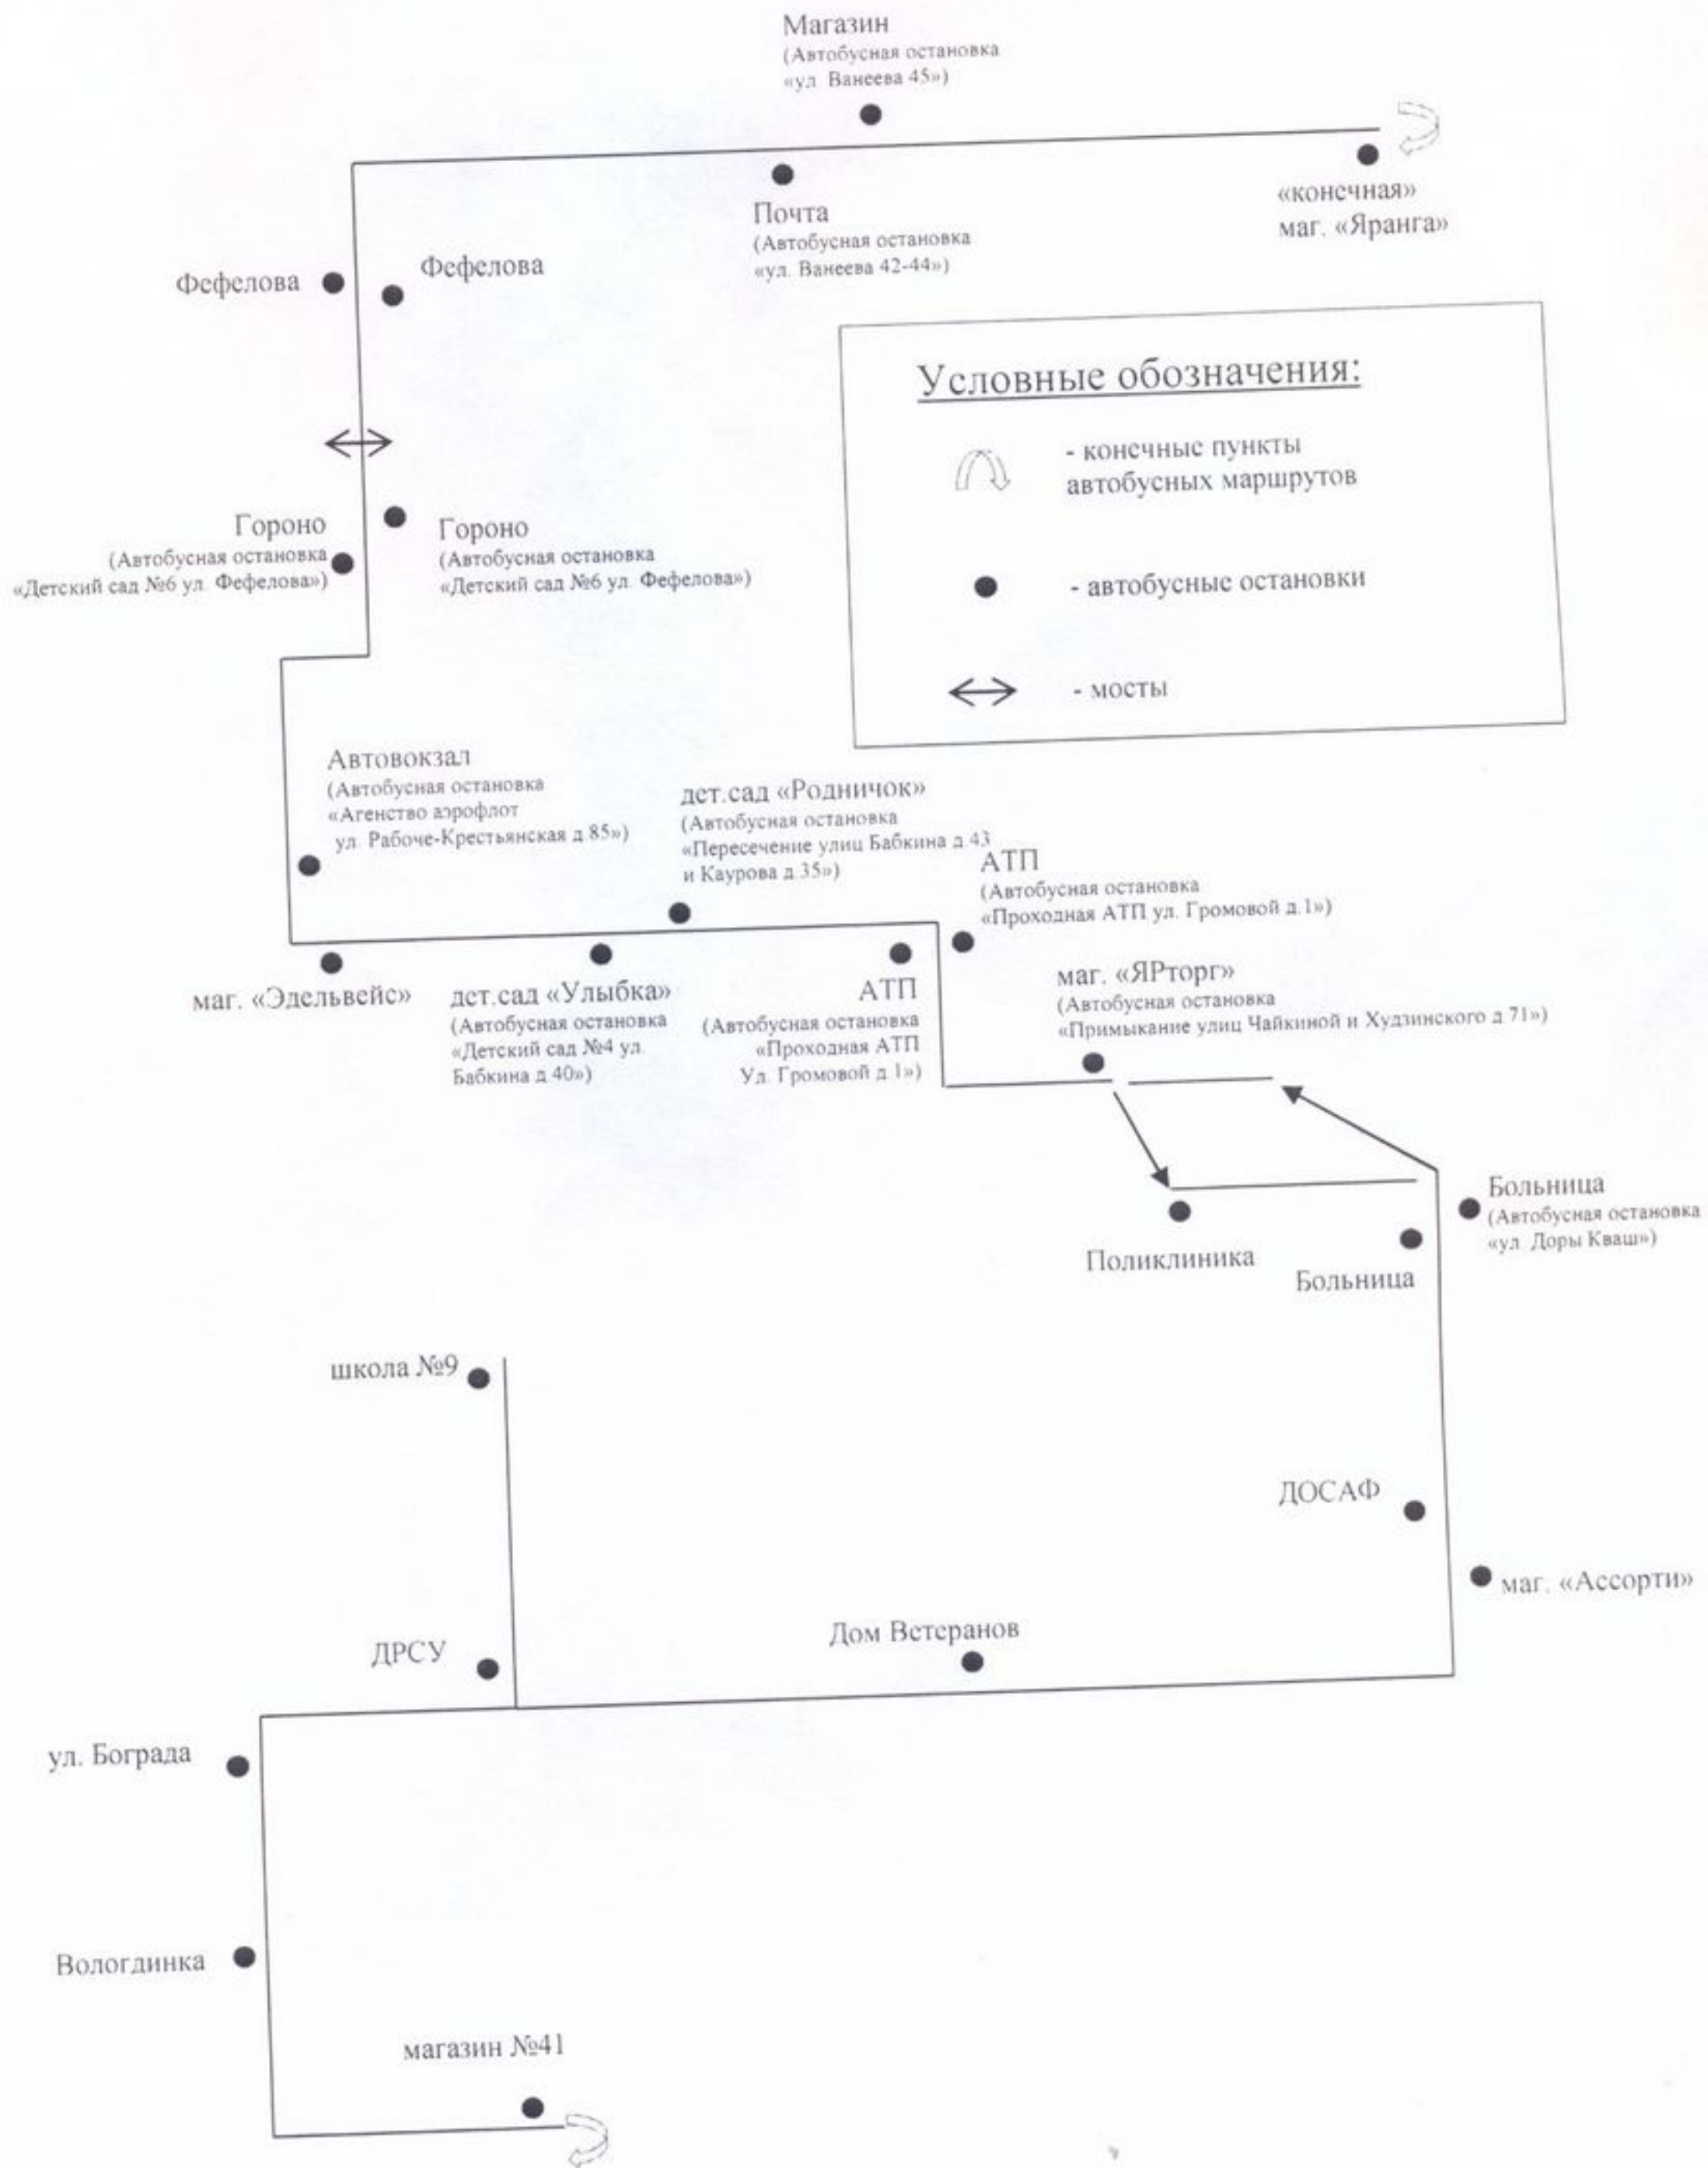 Магазин
(Автобусная остановка
«ул. Ванеева 45»)
Почта
(Автобусная остановка
«ул. Ванеева 42-44»)
«конечная»
маг. «Яранга»
Фефелова
Фефелова
Условные обозначения:
- конечные пункты
автобусных маршрутов
- автобусные остановки
- мосты
Гороно
(Автобусная остановка
«Детский сад №6 ул. Фефелова»)
Гороно
(Автобусная остановка
«Детский сад №6 ул. Фефелова»)
Автовокзал
(Автобусная остановка
«Агенство аэрофлот
ул. Рабоче-Крестьянская д 85»)
дет.сад «Родничок»
(Автобусная остановка
«Пересечение улиц Бабкина д 43
и Каурова д 35»)
АТП
(Автобусная остановка
«Проходная АТП ул. Громовой д.1»)
маг. «Эдельвейс»
дет.сад «Улыбка»
(Автобусная остановка
«Детский сад №4 ул.
Бабкина д 40»)
АТП
(Автобусная остановка
«Проходная АТП
Ул. Громовой д 1»)
маг. «ЯРторг»
(Автобусная остановка
«Примыкание улиц Чайкиной и Худзинского д 71»)
Поликлиника
Больница
(Автобусная остановка
«ул. Доры Кваш»)
Больница
школа №9
ДОСАФ
маг. «Ассорти»
ДРСУ
Дом Ветеранов
ул. Бограда
Вологдинка
магазин №41